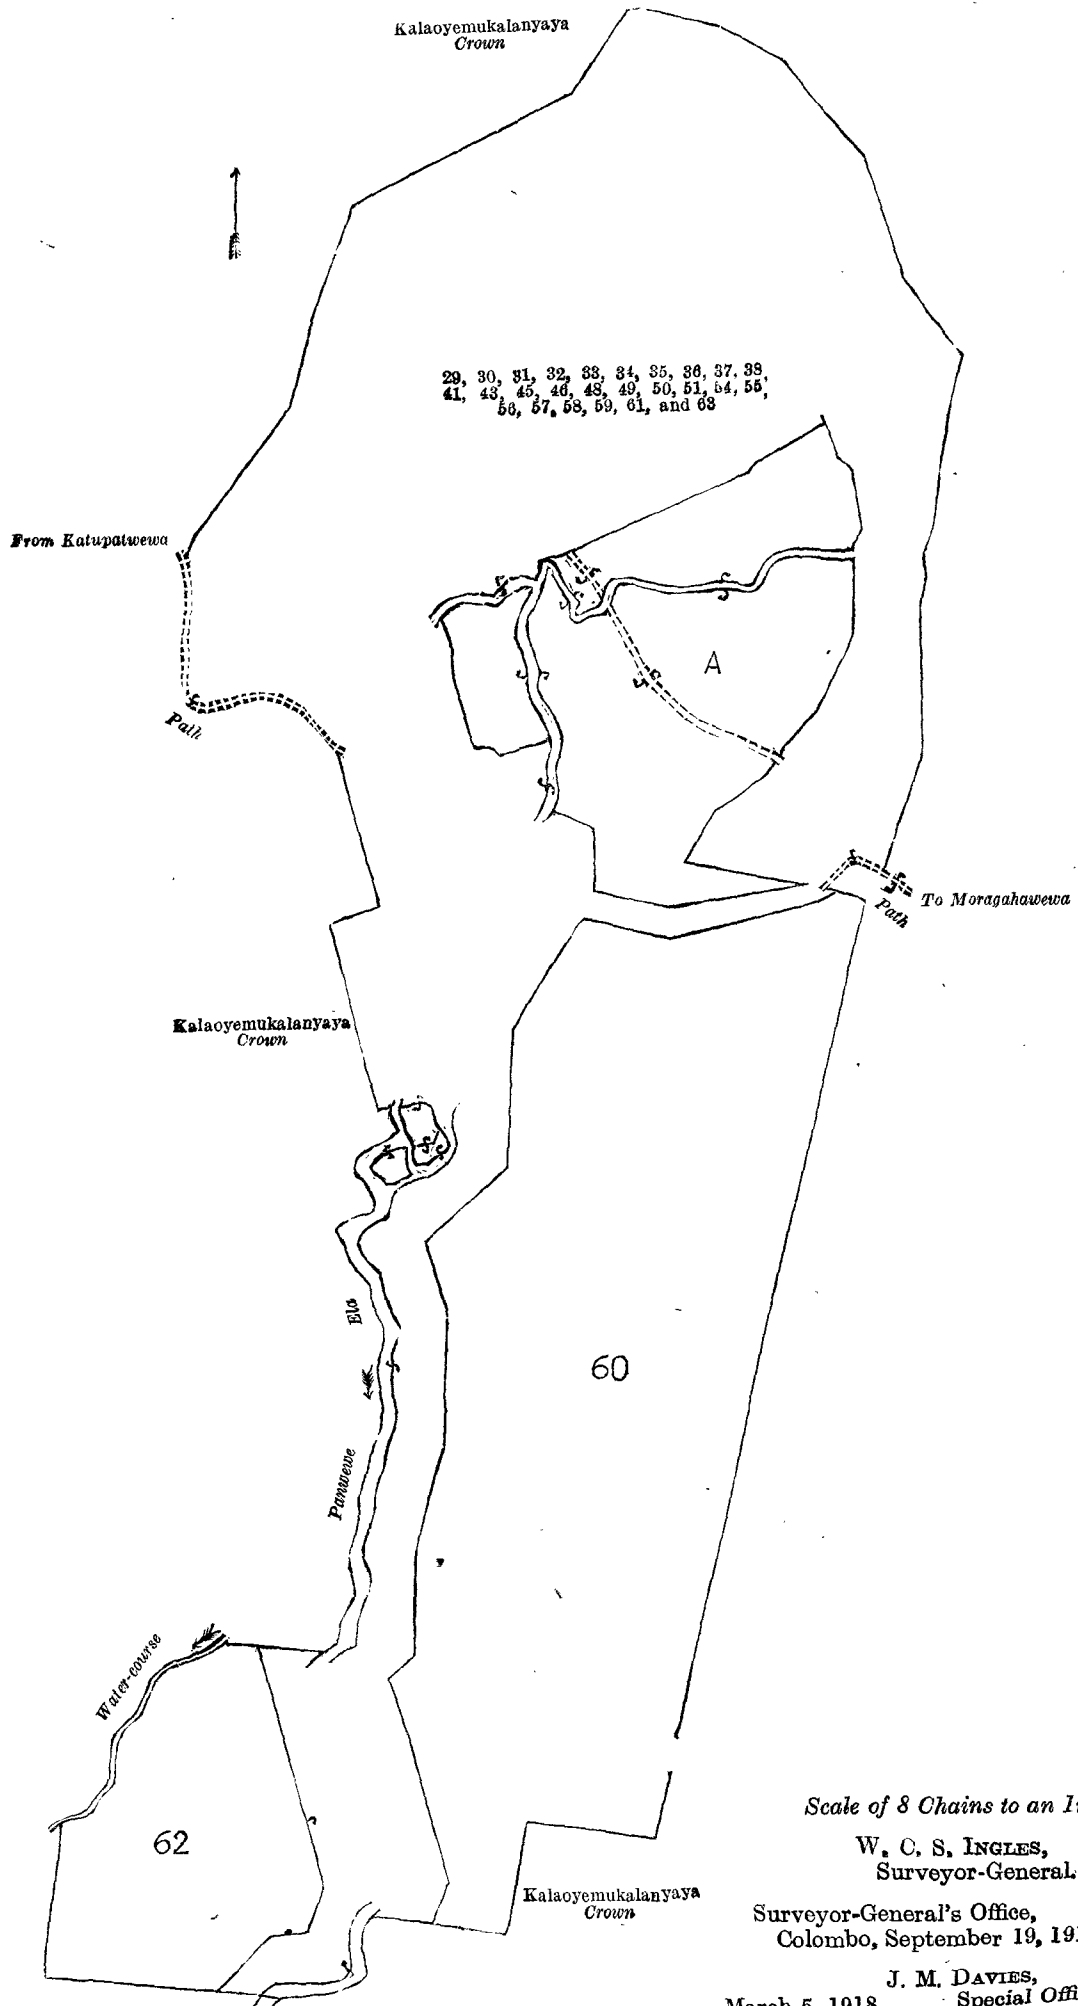 Kalaoyemukalanyaya
Crown
29, 30, 31, 32, 33, 34, 35, 36, 37, 38,
41, 43, 45, 46, 48, 49, 50, 51, 54, 55,
56, 57, 58, 59, 61, and 63
From Katupatwewa
A
Path
To Moragahawewa
Path
Kalaoyemukalanyaya
Crown
Ela
60
Panwewe
Water-course
62
Scale of 8 Chains to an
W. C. S. INGLES,
Surveyor-General.
Kalaoyemukalanyaya
Crown
Surveyor-General's Office,
Colombo, September 19,
J. M. DAVIES,
March 5, 1918. Special